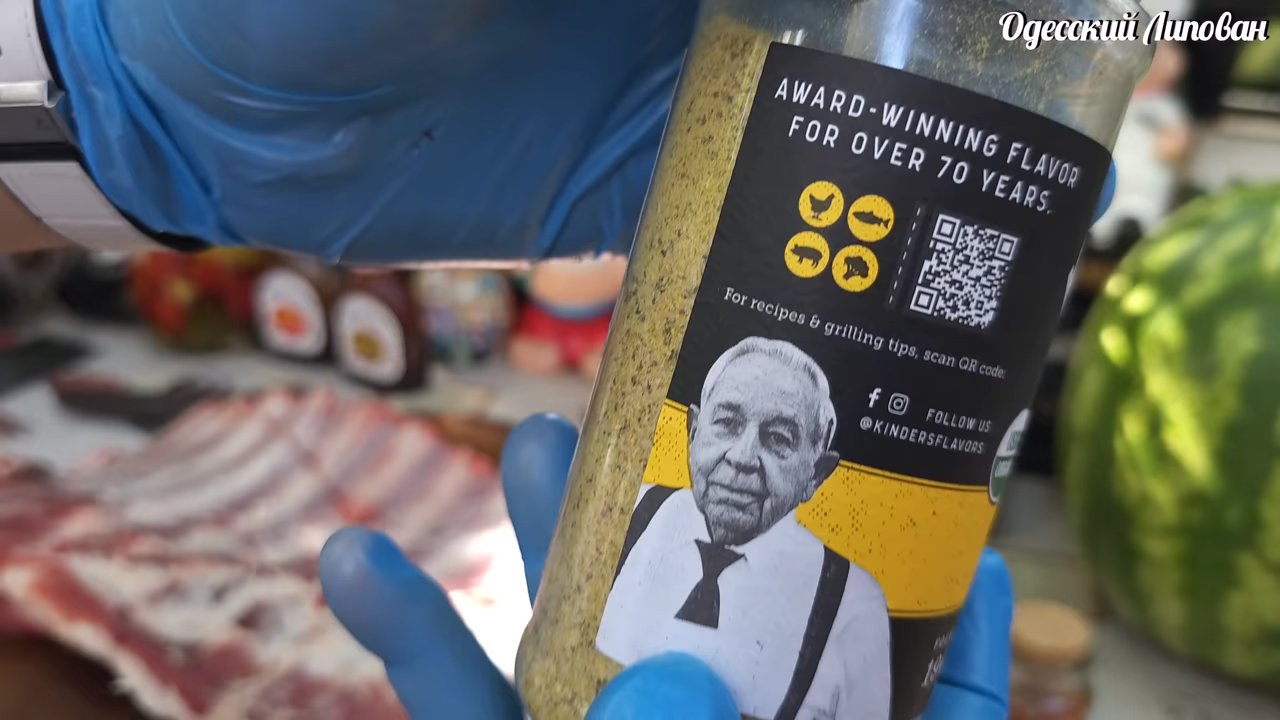 Одесский Липован
AWARD-WINNING FLAVOR
FOR OVER 70 YEARS.
For recipes & grilling tips, scan QR code:
FOLLOW US
@KINDERSFLAVORS